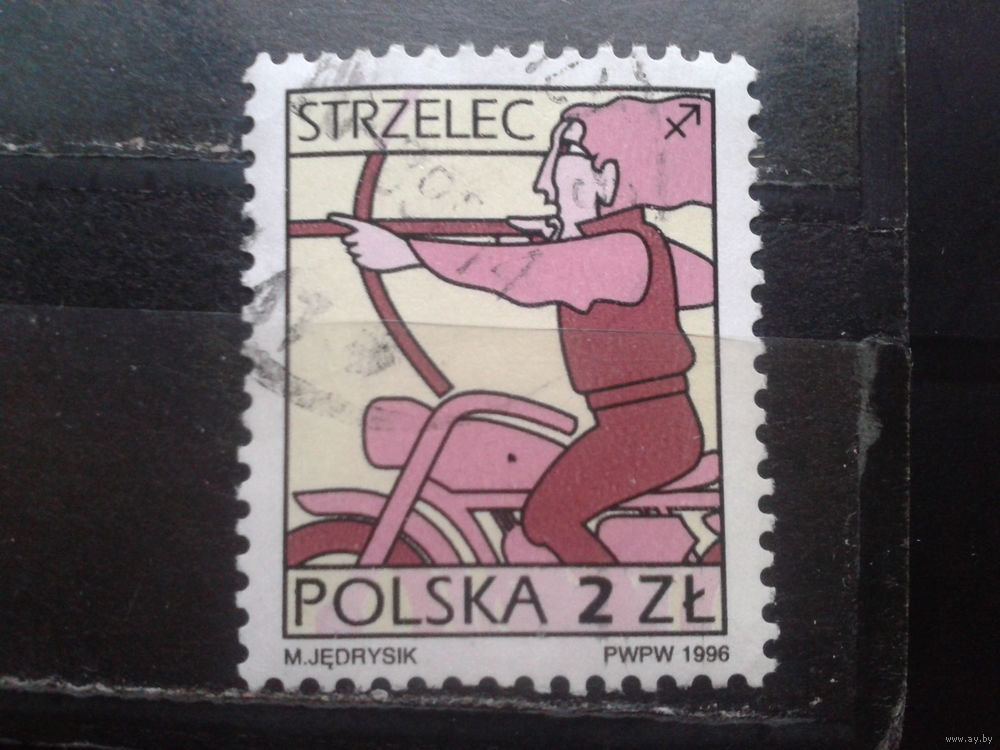 STRZELEC
POLSKA 2 ZŁ
M.JĘDRYSIK PWPW 1996
www.ay.by